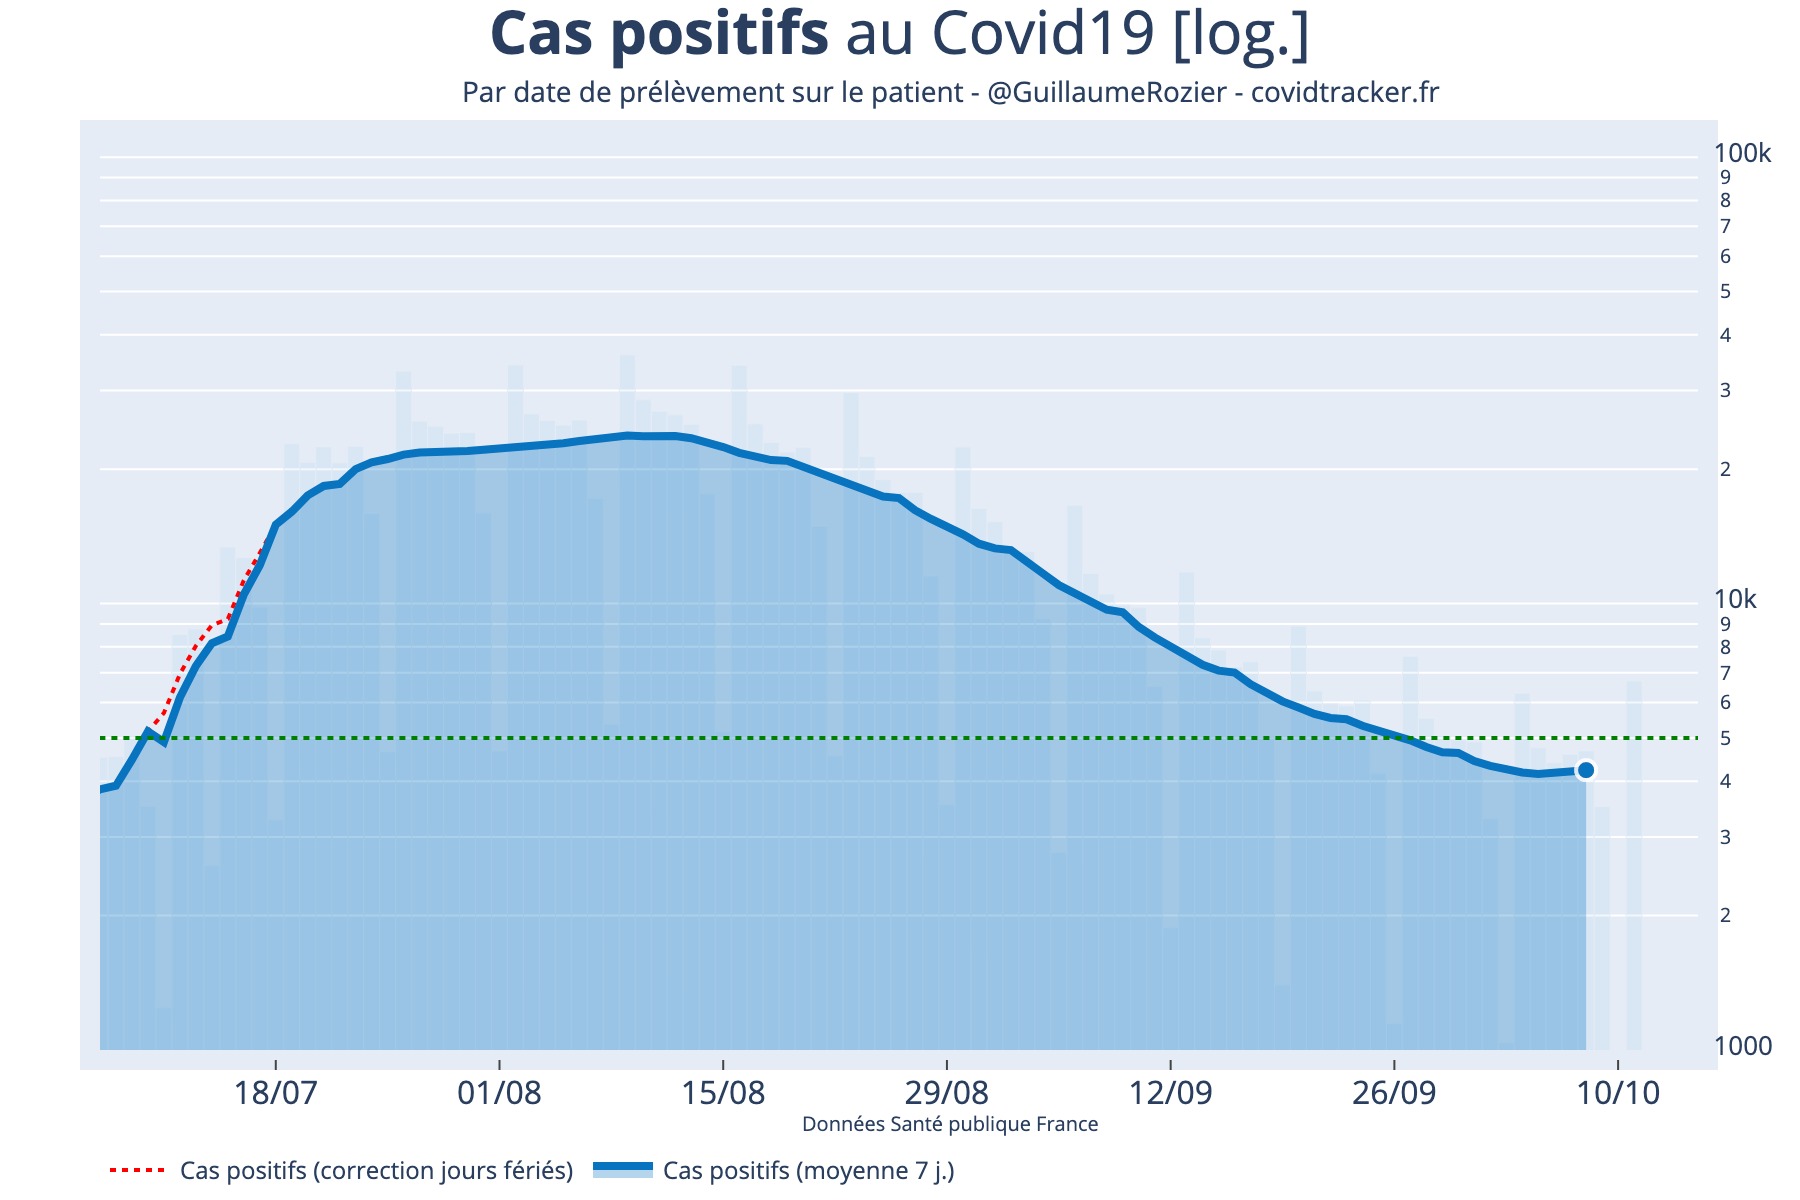 Cas positifs au Covid19 [log.]
Par date de prélèvement sur le patient - @GuillaumeRozier - covidtracker.fr
100k
9
8
7
6
5
4
3
2
10k
9
8
7
6
5
4
3
2
1000
18/07 01/08 15/08 29/08 12/09 26/09 10/10
Données Santé publique France
Cas positifs (correction jours fériés) Cas positifs (moyenne 7 j.)